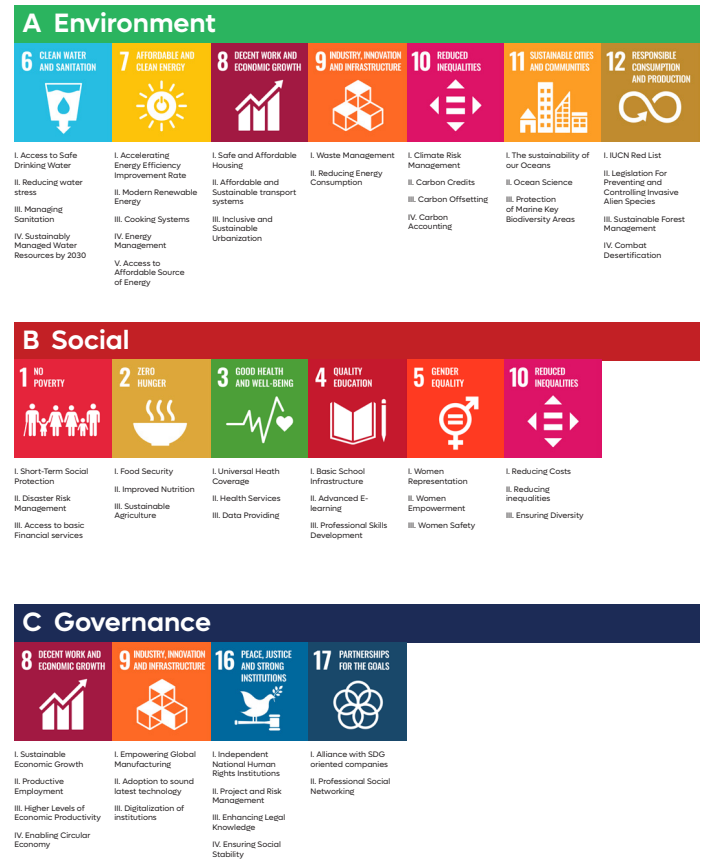 A Environment
6 CLEAN WATER
AND SANITATION
I. Access to Safe
Drinking Water
II. Reducing water
stress
III. Managing
Sanitation
IV. Sustainably
Managed Water
Resources by 2030
7 AFFORDABLE AND
CLEAN ENERGY
I. Accelerating
Energy Efficiency
Improvement Rate
II. Modern Renewable
Energy
III. Cooking Systems
IV. Energy
Management
V. Access to
Affordable Source
of Energy
8 DECENT WORK AND
ECONOMIC GROWTH
I. Safe and Affordable
Housing
II. Affordable and
Sustainable transport
systems
III. Inclusive and
Sustainable
Urbanization
9 INDUSTRY, INNOVATION
AND INFRASTRUCTURE
I. Waste Management
II. Reducing Energy
Consumption
10 REDUCED
INEQUALITIES
I. Climate Risk
Management
II. Carbon Credits
III. Carbon Offsetting
IV. Carbon
Accounting
11 SUSTAINABLE CITIES
AND COMMUNITIES
I. The sustainability of
our Oceans
II. Ocean Science
III. Protection
of Marine Key
Biodiversity Areas
12 RESPONSIBLE
CONSUMPTION
AND PRODUCTION
I. IUCN Red List
II. Legislation For
Preventing and
Controlling Invasive
Alien Species
III. Sustainable Forest
Management
IV. Combat
Desertification
B Social
1 NO
POVERTY
I. Short-Term Social
Protection
II. Disaster Risk
Management
III. Access to basic
Financial services
2 ZERO
HUNGER
I. Food Security
II. Improved Nutrition
III. Sustainable
Agriculture
3 GOOD HEALTH
AND WELL-BEING
I. Universal Heath
Coverage
II. Health Services
III. Data Providing
4 QUALITY
EDUCATION
I. Basic School
Infrastructure
II. Advanced E-
learning
III. Professional Skills
Development
5 GENDER
EQUALITY
I. Women
Representation
II. Women
Empowerment
III. Women Safety
10 REDUCED
INEQUALITIES
I. Reducing Costs
II. Reducing
inequalities
III. Ensuring Diversity
C Governance
8 DECENT WORK AND
ECONOMIC GROWTH
I. Sustainable
Economic Growth
II. Productive
Employment
III. Higher Levels of
Economic Productivity
IV. Enabling Circular
Economy
9 INDUSTRY, INNOVATION
AND INFRASTRUCTURE
I. Empowering Global
Manufacturing
II. Adoption to sound
latest technology
III. Digitalization of
institutions
16 PEACE, JUSTICE
AND STRONG
INSTITUTIONS
I. Independent
National Human
Rights Institutions
II. Project and Risk
Management
III. Enhancing Legal
Knowledge
IV. Ensuring Social
Stability
17 PARTNERSHIPS
FOR THE GOALS
I. Alliance with SDG
oriented companies
II. Professional Social
Networking